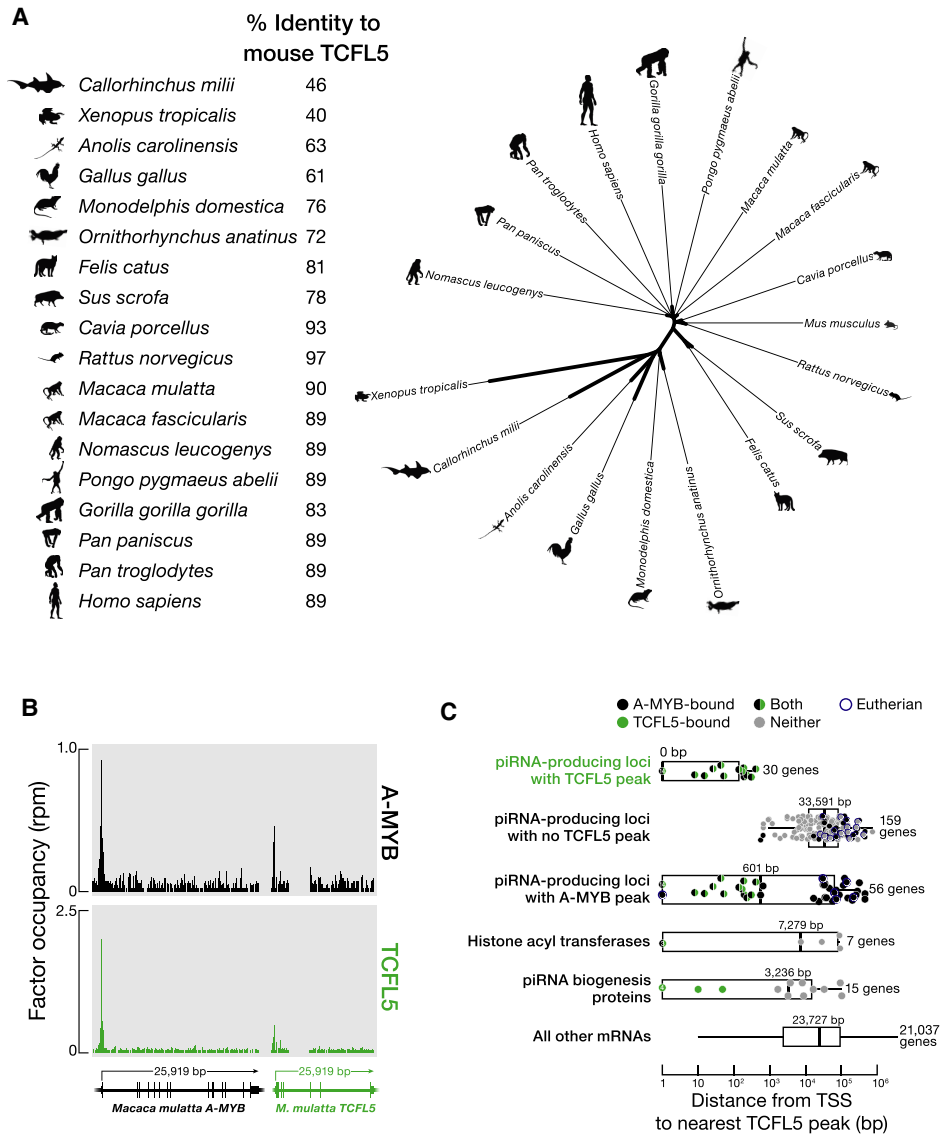 A
% Identity to
mouse TCFL5
Callorhinchus milii 46
Xenopus tropicalis 40
Anolis carolinensis 63
Gallus gallus 61
Monodelphis domestica 76
Ornithorhynchus anatinus 72
Felis catus 81
Sus scrofa 78
Cavia porcellus 93
Rattus norvegicus 97
Macaca mulatta 90
Macaca fascicularis 89
Nomascus leucogenys 89
Pongo pygmaeus abelii 89
Gorilla gorilla gorilla 83
Pan paniscus 89
Pan troglodytes 89
Homo sapiens 89
Xenopus tropicalis
Nomascus leucogenys
Pan paniscus
Pan troglodytes
Homo sapiens
Gorilla gorilla gorilla
Pongo pygmaeus abelii
Macaca mulatta
Macaca fascicularis
Cavia porcellus
Mus musculus
Rattus norvegicus
Sus scrofa
Felis catus
Ornithorhynchus anatinus
Monodelphis domestica
Gallus gallus
Anolis carolinensis
Callorhinchus milii
B
Factor occupancy (rpm)
1.0
0
A-MYB
2.5
0
TCFL5
25,919 bp
25,919 bp
Macaca mulatta A-MYB
M. mulatta TCFL5
C
A-MYB-bound
Both
Eutherian
TCFL5-bound
Neither
0 bp
piRNA-producing loci
with TCFL5 peak
30 genes
33,591 bp
piRNA-producing loci
with no TCFL5 peak
159
genes
601 bp
piRNA-producing loci
with A-MYB peak
56 genes
7,279 bp
Histone acyl transferases
7 genes
3,236 bp
piRNA biogenesis
proteins
15 genes
23,727 bp
All other mRNAs
21,037
genes
1 10 10² 10³ 10⁴ 10⁵ 10⁶
Distance from TSS
to nearest TCFL5 peak (bp)